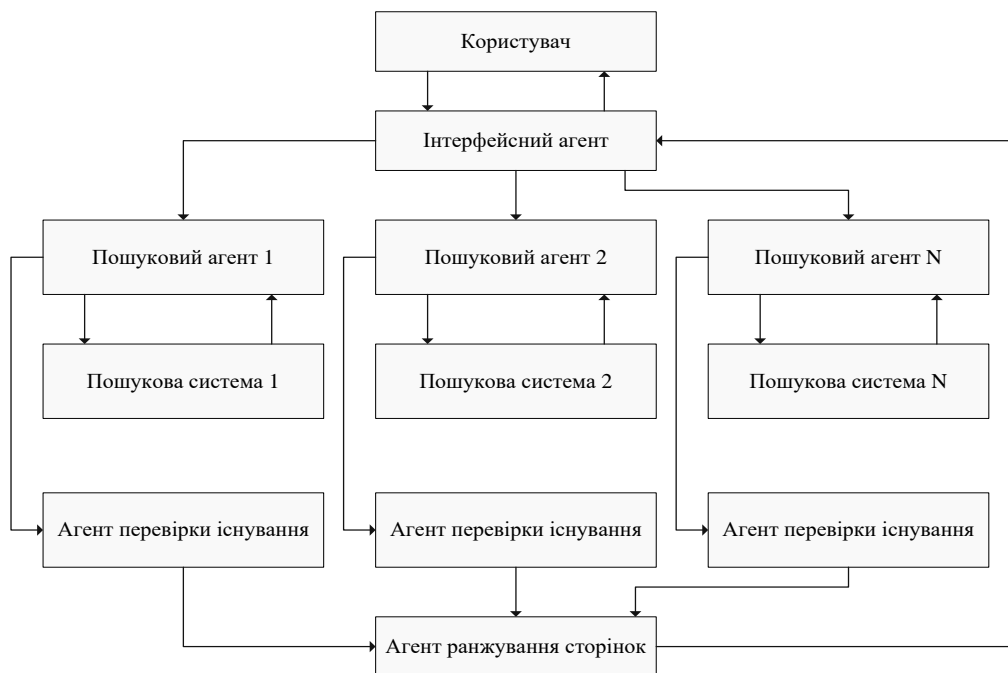 Користувач
Інтерфейсний агент
Пошуковий агент 1
Пошуковий агент 2
Пошуковий агент N
Пошукова система 1
Пошукова система 2
Пошукова система N
Агент перевірки існування
Агент перевірки існування
Агент перевірки існування
Агент ранжування сторінок